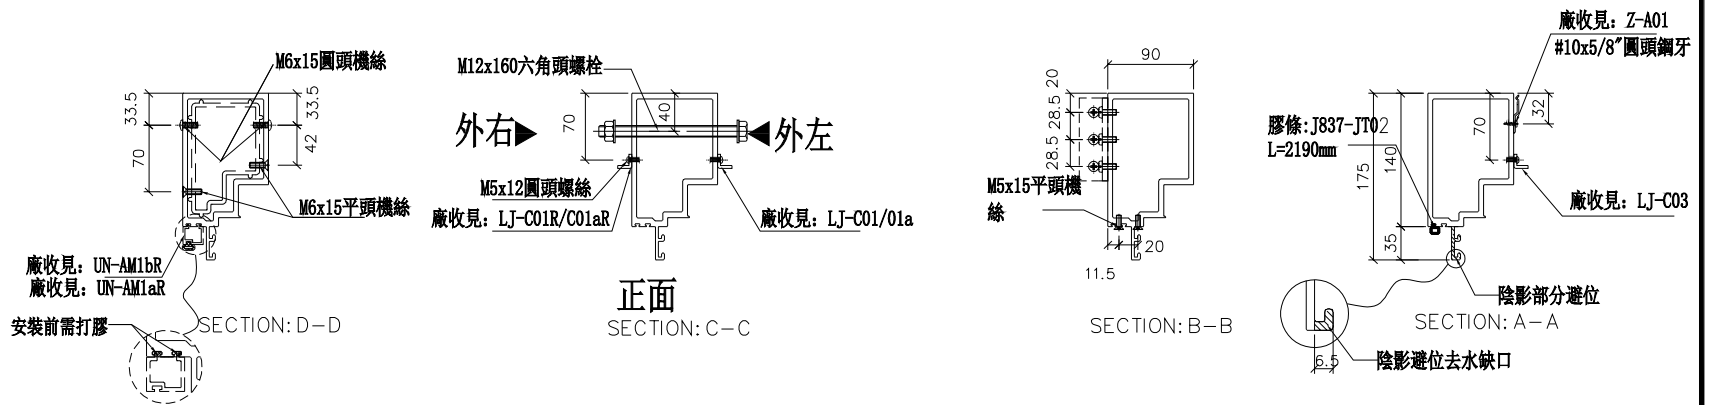 M6x15圓頭機絲
33.5
70
33.5
42
M6x15平頭機絲
廠收見: UN-AM1bR
廠收見: UN-AM1aR
安裝前需打膠
SECTION: D-D
M12x160六角頭螺栓
70
40
外右
外左
M5x12圓頭螺絲
廠收見: LJ-C01R/C01aR
廠收見: LJ-C01/01a
正面
SECTION: C-C
90
20
28.5
28.5
M5x15平頭機
絲
20
11.5
SECTION: B-B
廠收見: Z-A01
#10x5/8"圓頭鋼牙
32
70
膠條:J837-JT02
L=2190mm
140
175
35
廠收見: LJ-C03
陰影部分避位
SECTION: A-A
6.5
陰影避位去水缺口